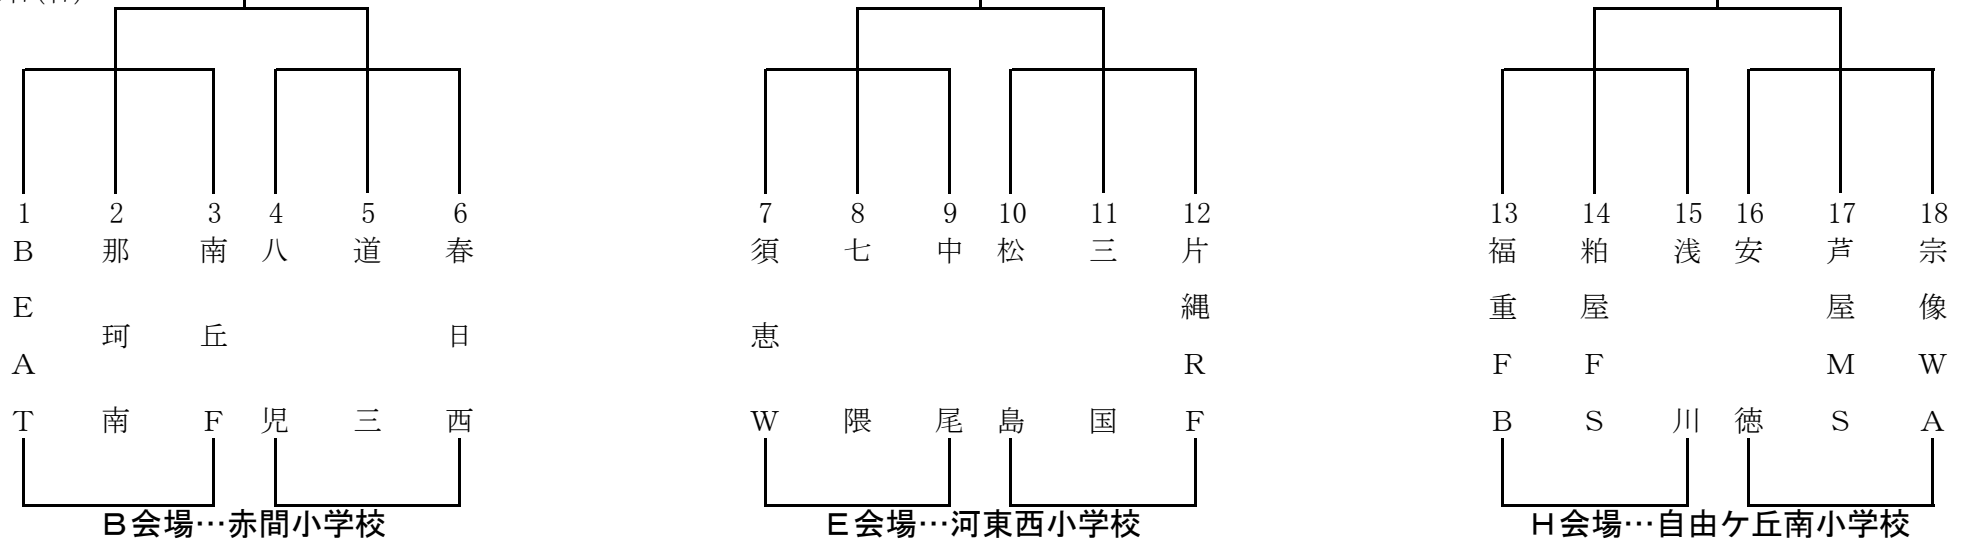 1 2 3 4 5 6 7 8 9 10 11 12 13 14 15 16 17 18
BEAT
那珂南
南丘F
八児
道三
春日西
須恵W
七隈
中尾
松島
三国
片縄RF
福重FB
粕屋FS
浅川
安徳
芦屋MS
宗像WA
B会場…赤間小学校
E会場…河東西小学校
H会場…自由ケ丘南小学校